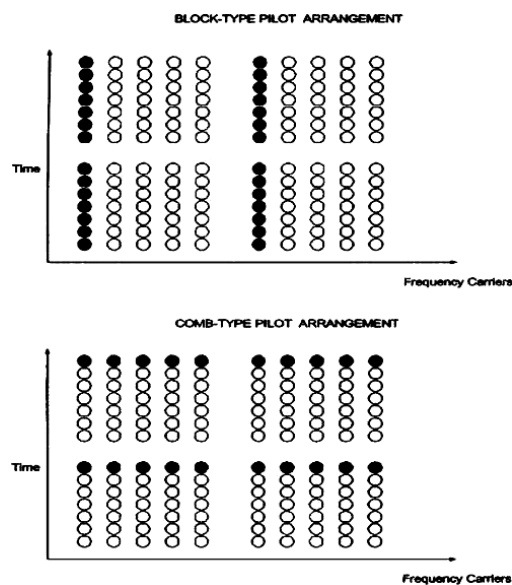 BLOCK-TYPE PILOT ARRANGEMENT
Time
Frequency Carriers
COMB-TYPE PILOT ARRANGEMENT
Time
Frequency Carriers